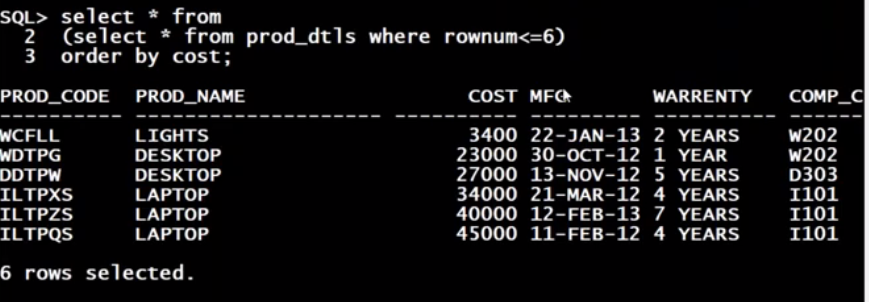 SQL> select * from
  2  (select * from prod_dtls where rownum<=6)
  3  order by cost;
PROD_CODE  PROD_NAME                  COST MFG       WARRENTY   COMP_C
---------- -------------------- ---------- --------- ---------- ------
WCFLL      LIGHTS                     3400 22-JAN-13 2 YEARS    W202
WDTPG      DESKTOP                   23000 30-OCT-12 1 YEAR     W202
DDTPW      DESKTOP                   27000 13-NOV-12 5 YEARS    D303
ILTPXS     LAPTOP                    34000 21-MAR-12 4 YEARS    I101
ILTPZS     LAPTOP                    40000 12-FEB-13 7 YEARS    I101
ILTPQS     LAPTOP                    45000 11-FEB-12 4 YEARS    I101
6 rows selected.